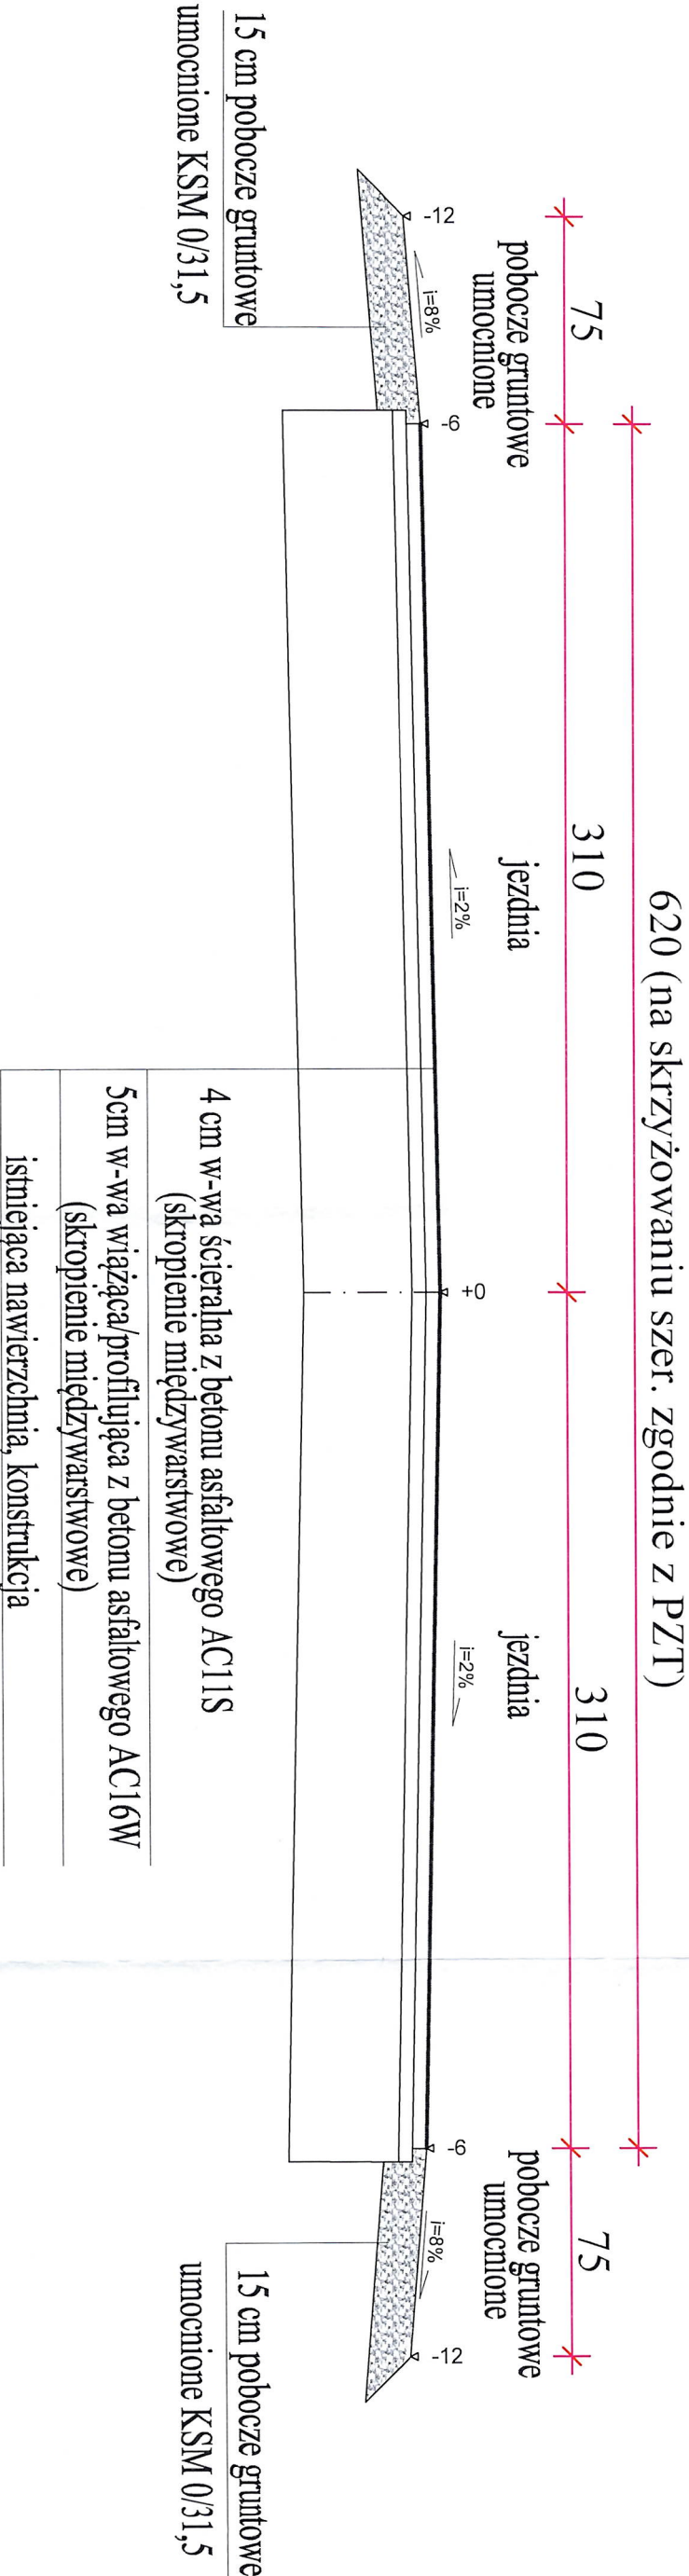 620 (na skrzyżowaniu szer. zgodnie z PZT)
75
310
310
75
pobocze gruntowe
umocnione
jezdnia
jezdnia
pobocze gruntowe
umocnione
-12
i=8%
-6
i=2%
+0
i=2%
-6
i=8%
-12
15 cm pobocze gruntowe
umocnione KSM 0/31,5
4 cm w-wa ścieralna z betonu asfaltowego AC11S
(skropienie międzywarstwowe)
5cm w-wa wiążąca/profilująca z betonu asfaltowego AC16W
(skropienie międzywarstwowe)
istniejąca nawierzchnia, konstrukcja
15 cm pobocze gruntowe
umocnione KSM 0/31,5